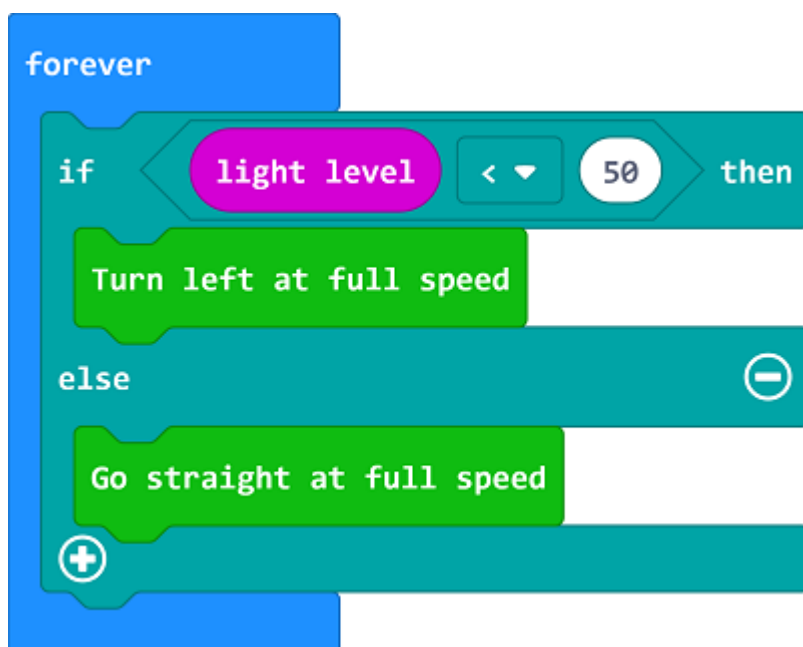 forever
if light level < 50 then
Turn left at full speed
else
Go straight at full speed